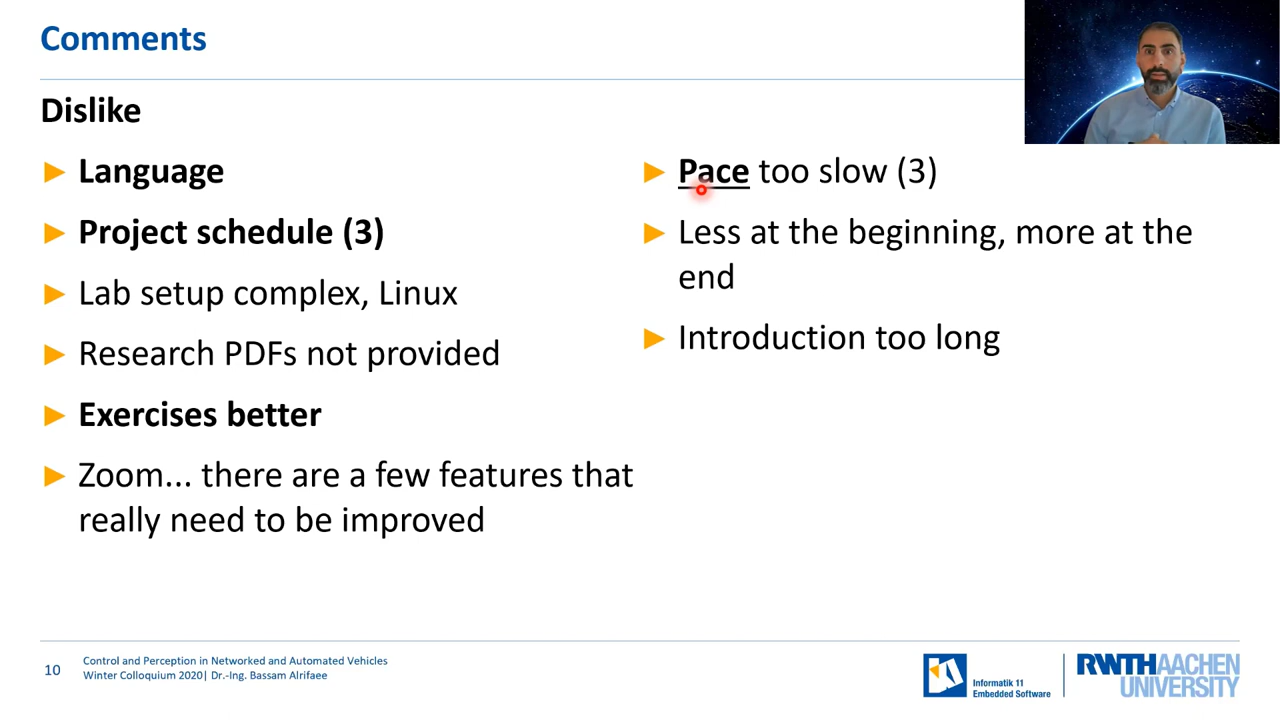 Comments
Dislike
► Language
► Project schedule (3)
► Lab setup complex, Linux
► Research PDFs not provided
► Exercises better
► Zoom... there are a few features that
really need to be improved
► Pace too slow (3)
► Less at the beginning, more at the
end
► Introduction too long
10
Control and Perception in Networked and Automated Vehicles
Winter Colloquium 2020| Dr.-Ing. Bassam Alrifaee
Informatik 11
Embedded Software
RWTHAACHEN
UNIVERSITY